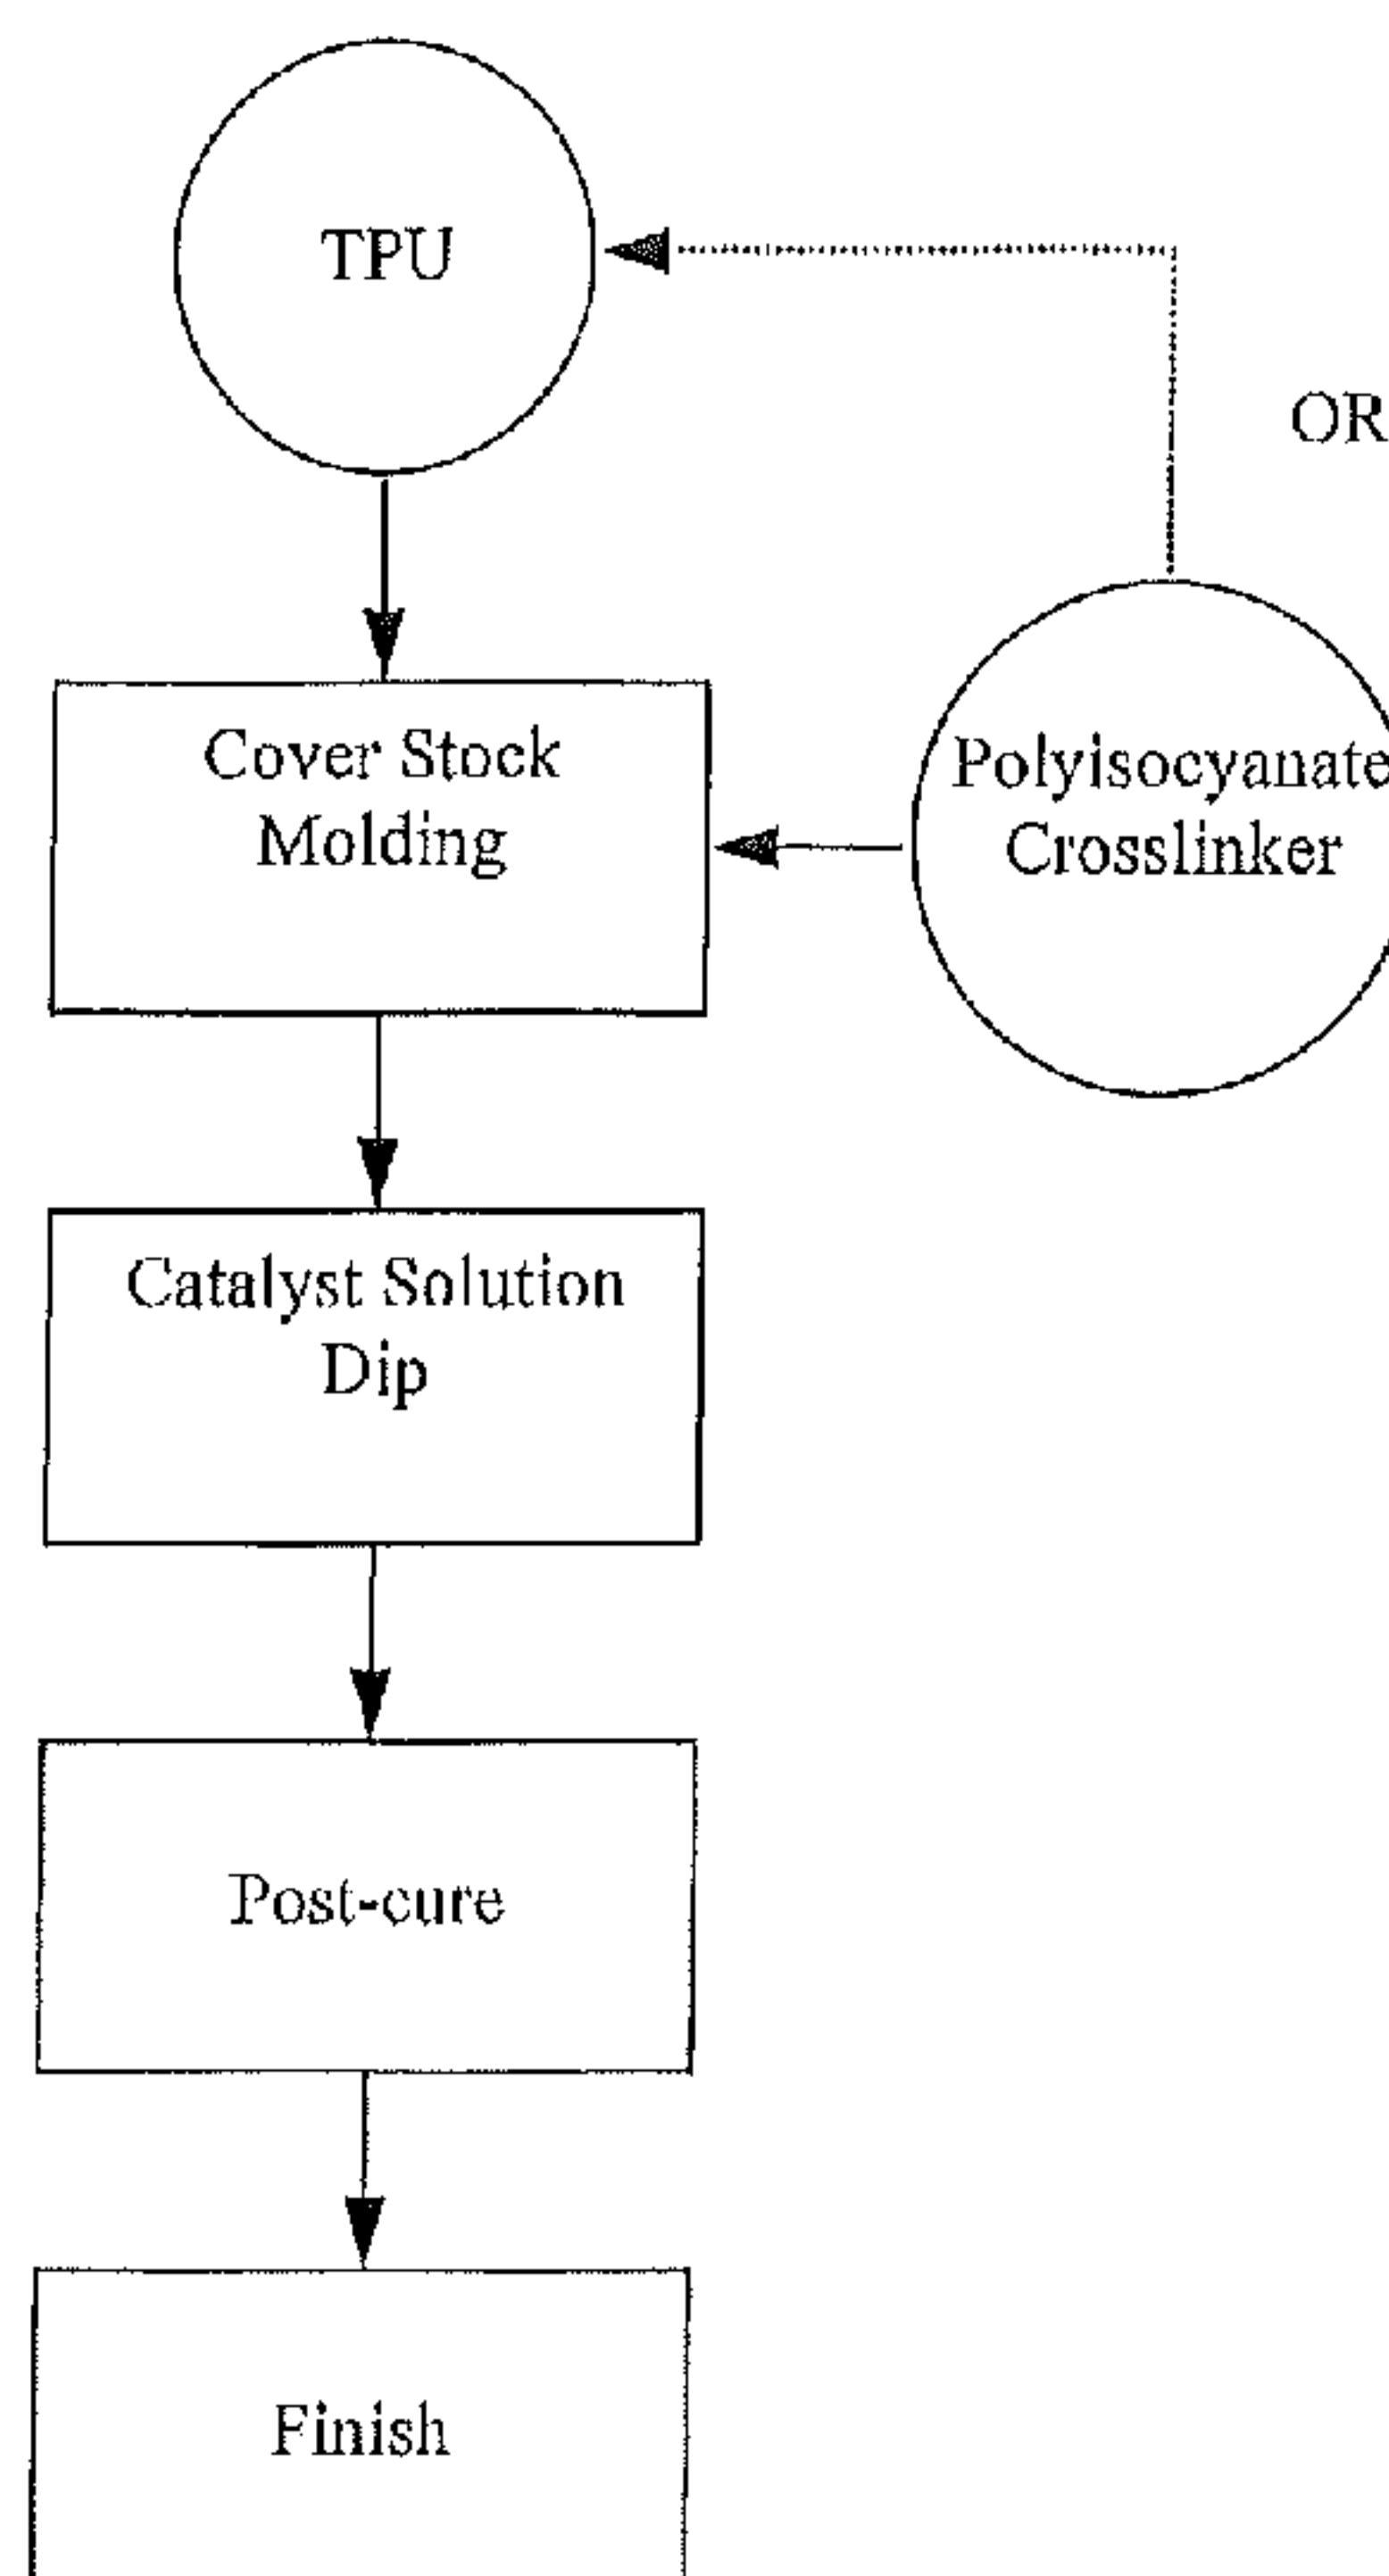 TPU
OR
Cover Stock
Molding
Polyisocyanate
Crosslinker
Catalyst Solution
Dip
Post-cure
Finish